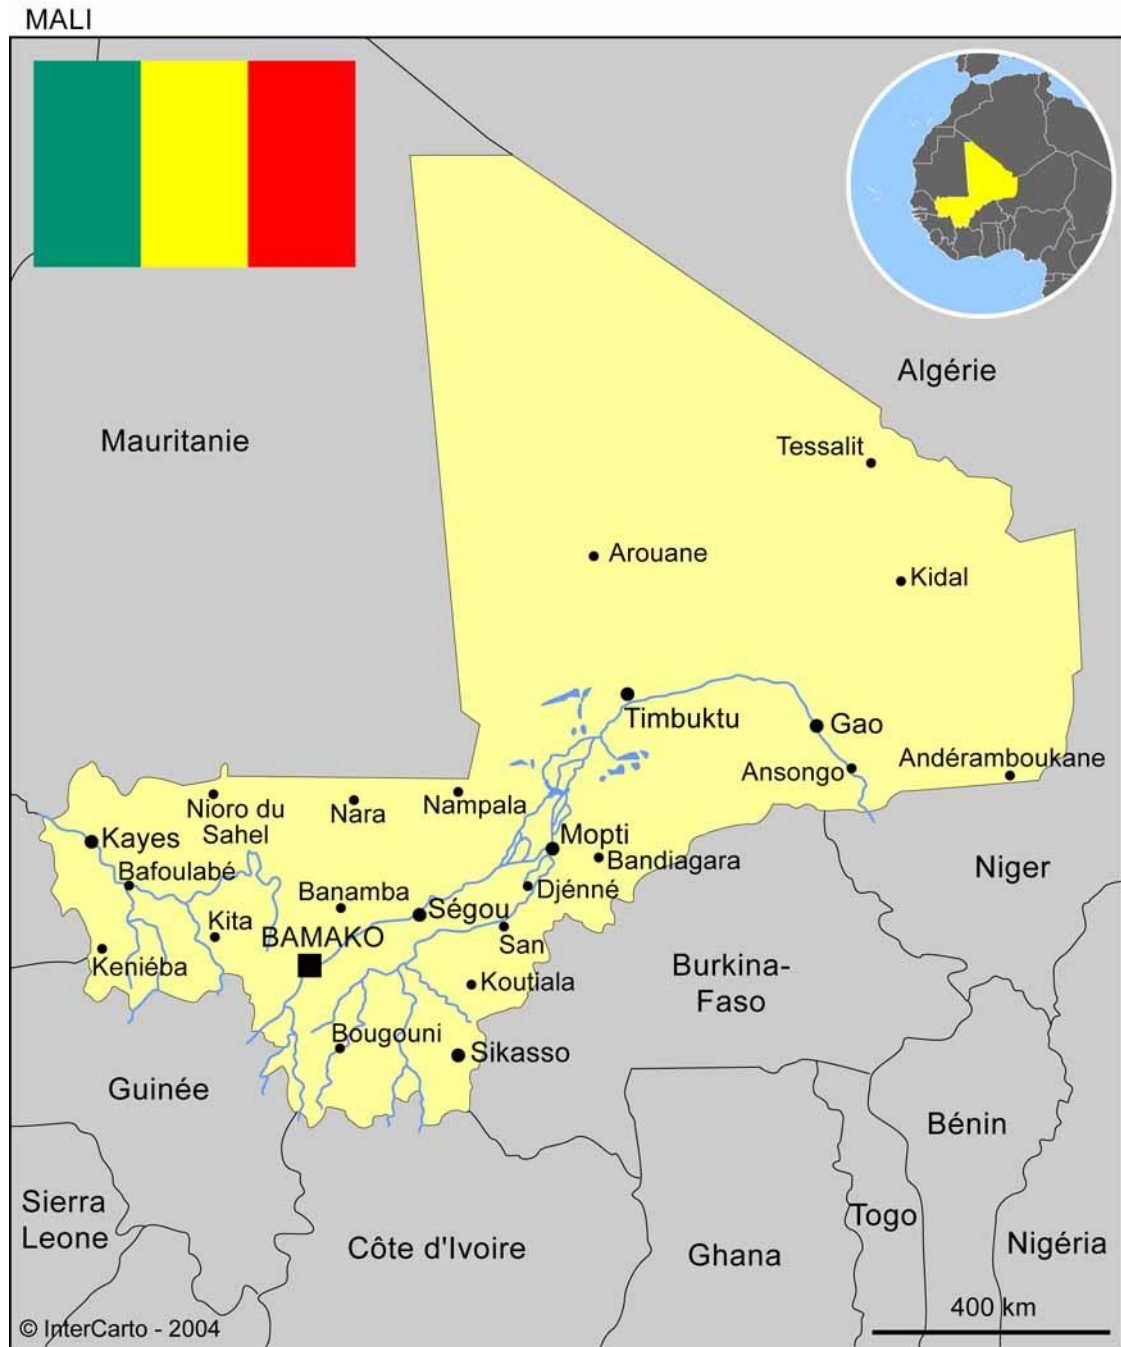 MALI
Algérie
Mauritanie
Tessalit
Arouane
Kidal
Timbuktu
Gao
Andéramboukane
Ansongo
Nioro du
Sahel
Nara
Nampala
Kayes
Mopti
Bandiagara
Niger
Bafoulabé
Djénné
Banamba
Ségou
Kita
BAMAKO
San
Keniéba
Koutiala
Burkina-
Faso
Bougouni
Sikasso
Guinée
Bénin
Sierra
Leone
Togo
Côte d'Ivoire
Ghana
Nigéria
400 km
© InterCarto - 2004